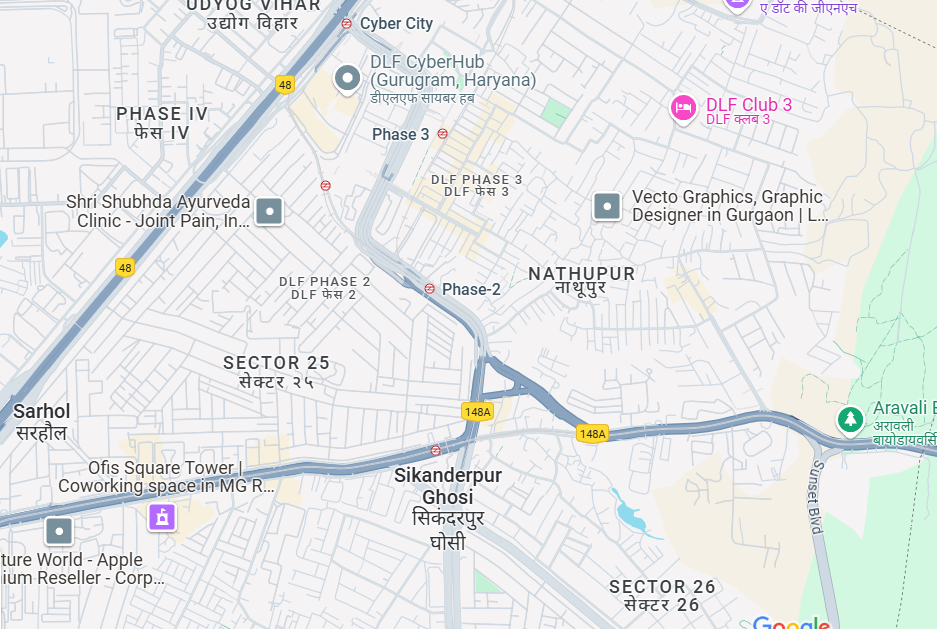 UDYOG VIHAR
उद्योग विहार
Cyber City
ए डॉट की जीएनएच
DLF CyberHub
(Gurugram, Haryana)
डीएलएफ सायबर हब
48
PHASE IV
फेस IV
Phase 3
DLF Club 3
DLF क्लब 3
DLF PHASE 3
DLF फेस 3
Shri Shubhda Ayurveda
Clinic - Joint Pain, In...
Vecto Graphics, Graphic
Designer in Gurgaon | L...
48
NATHUPUR
नाथूपुर
DLF PHASE 2
DLF फेस 2
Phase-2
SECTOR 25
सेक्टर २५
Sarhol
सरहौल
148A
148A
Aravali B
अरावली
बायोडायवर्सि
Ofis Square Tower |
Coworking space in MG R...
Sikanderpur
Ghosi
सिकंदरपुर
घोसी
Sunset Blvd
ture World - Apple
ium Reseller - Corp...
SECTOR 26
सेक्टर 26
Google